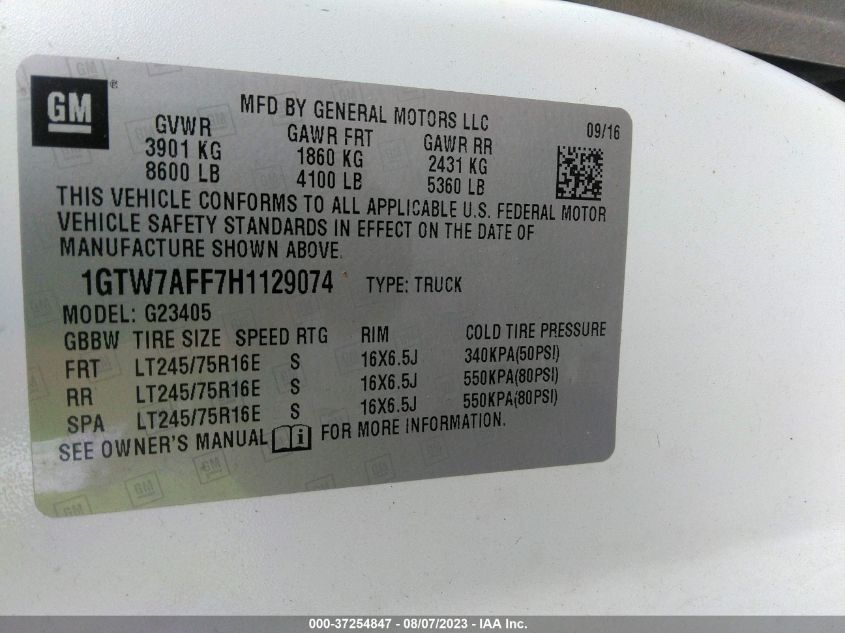 GM ®
MFD BY GENERAL MOTORS LLC
09/16
GVWR GAWR FRT GAWR RR
3901 KG 1860 KG 2431 KG
8600 LB 4100 LB 5360 LB
THIS VEHICLE CONFORMS TO ALL APPLICABLE U.S. FEDERAL MOTOR
VEHICLE SAFETY STANDARDS IN EFFECT ON THE DATE OF
MANUFACTURE SHOWN ABOVE.
1GTW7AFF7H1129074 TYPE: TRUCK
MODEL: G23405
GBBW TIRE SIZE SPEED RTG RIM COLD TIRE PRESSURE
FRT LT245/75R16E S 16X6.5J 340KPA(50PSI)
RR LT245/75R16E S 16X6.5J 550KPA(80PSI)
SPA LT245/75R16E S 16X6.5J 550KPA(80PSI)
SEE OWNER'S MANUAL i FOR MORE INFORMATION.
000-37254847 - 08/07/2023 - IAA Inc.